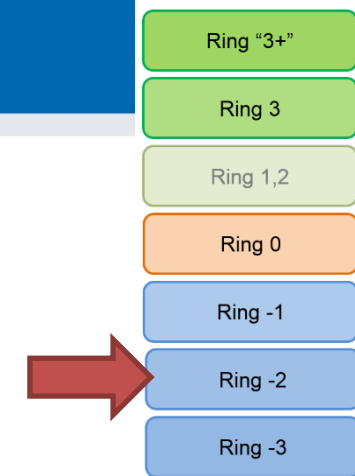 Ring “3+”
Ring 3
Ring 1,2
Ring 0
Ring -1
Ring -2
Ring -3